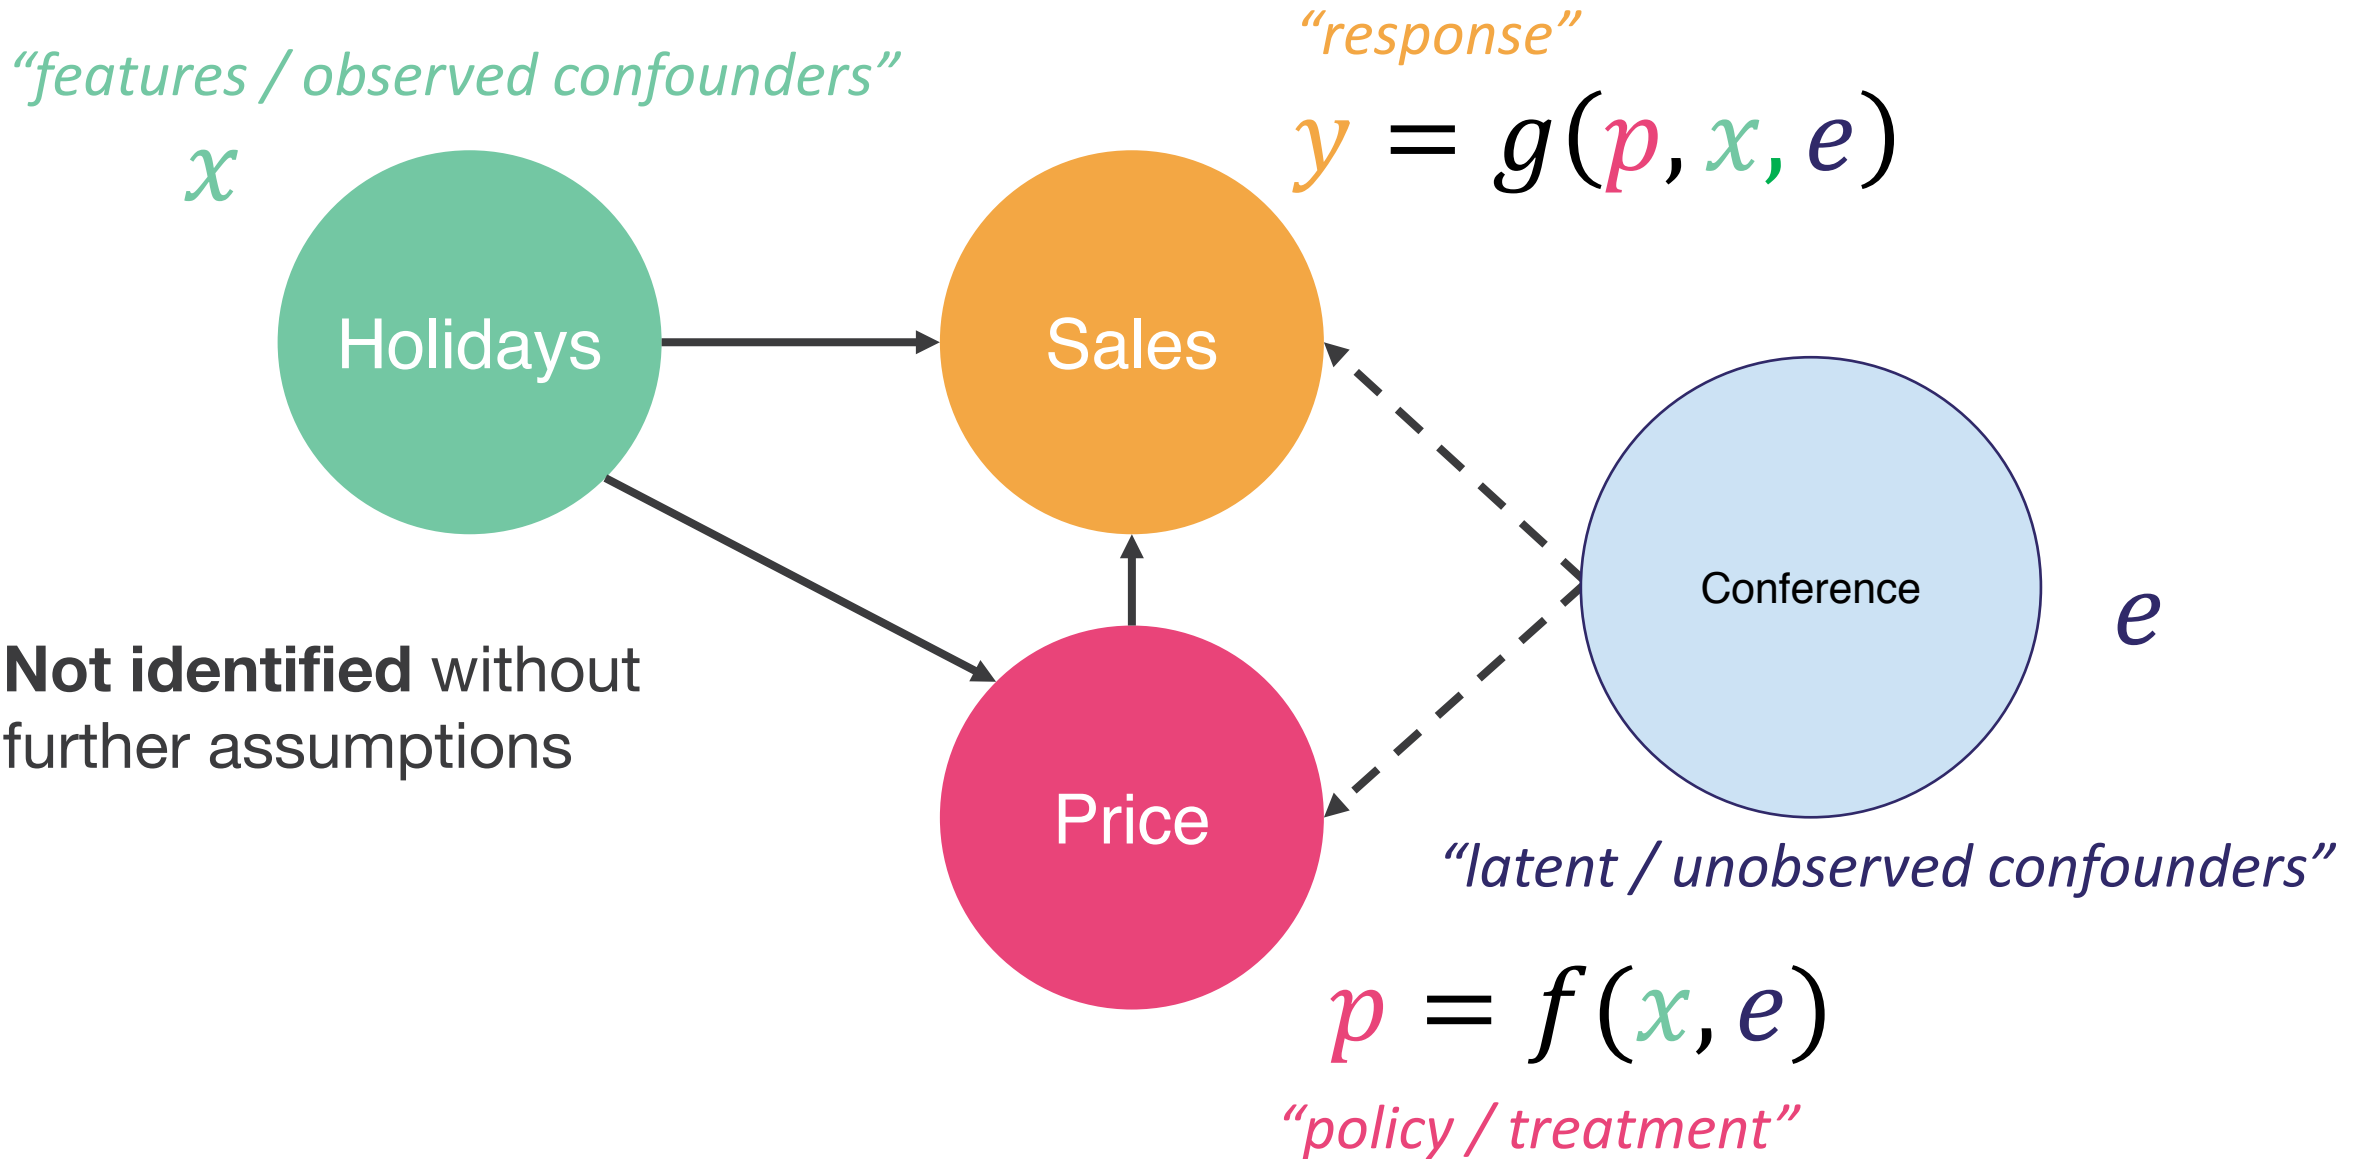 “response”
“features / observed confounders”
y = g(p, x, e)
x
Holidays
Sales
Conference
e
Not identified without
further assumptions
Price
“latent / unobserved confounders”
p = f(x, e)
“policy / treatment”